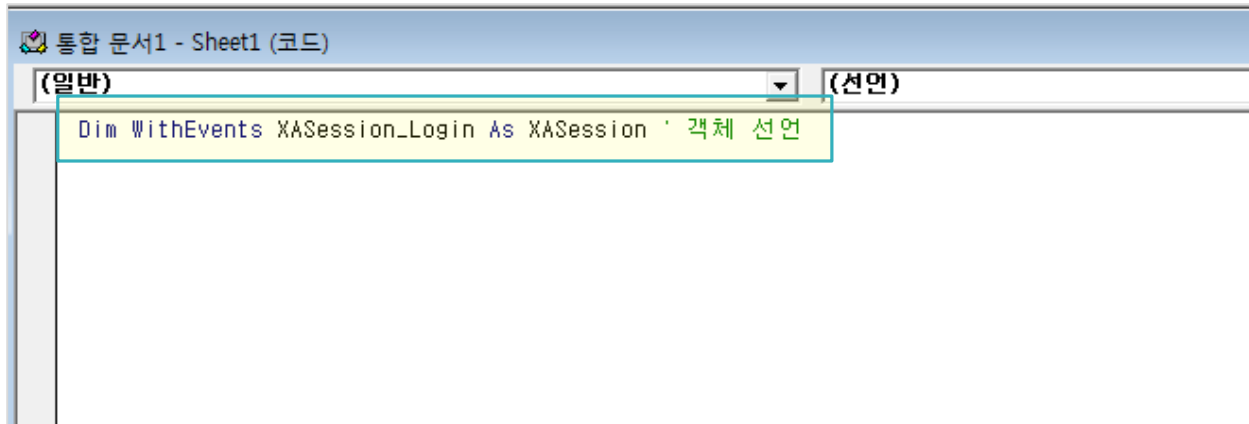 통합 문서1 - Sheet1 (코드)
(일반) (선언)
Dim WithEvents XASession_Login As XASession ' 객체 선언